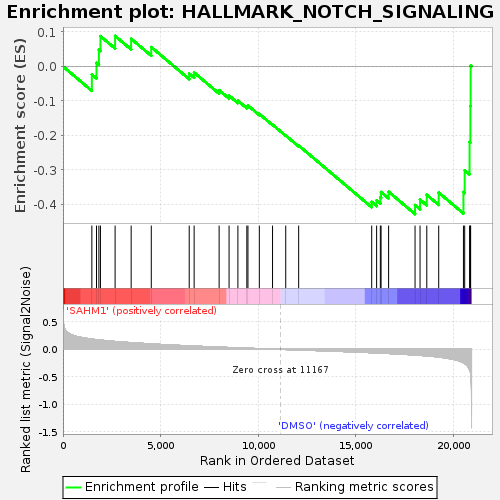 Enrichment plot: HALLMARK_NOTCH_SIGNALING
Enrichment score (ES)
0.1
0.0
-0.1
-0.2
-0.3
-0.4
'SAHM1' (positively correlated)
Ranked list metric (Signal2Noise)
0.5
0.0
-0.5
-1.0
-1.5
Zero cross at 11167
'DMSO' (negatively correlated)
0
5,000
10,000
15,000
20,000
Rank in Ordered Dataset
Enrichment profile
Hits
Ranking metric scores